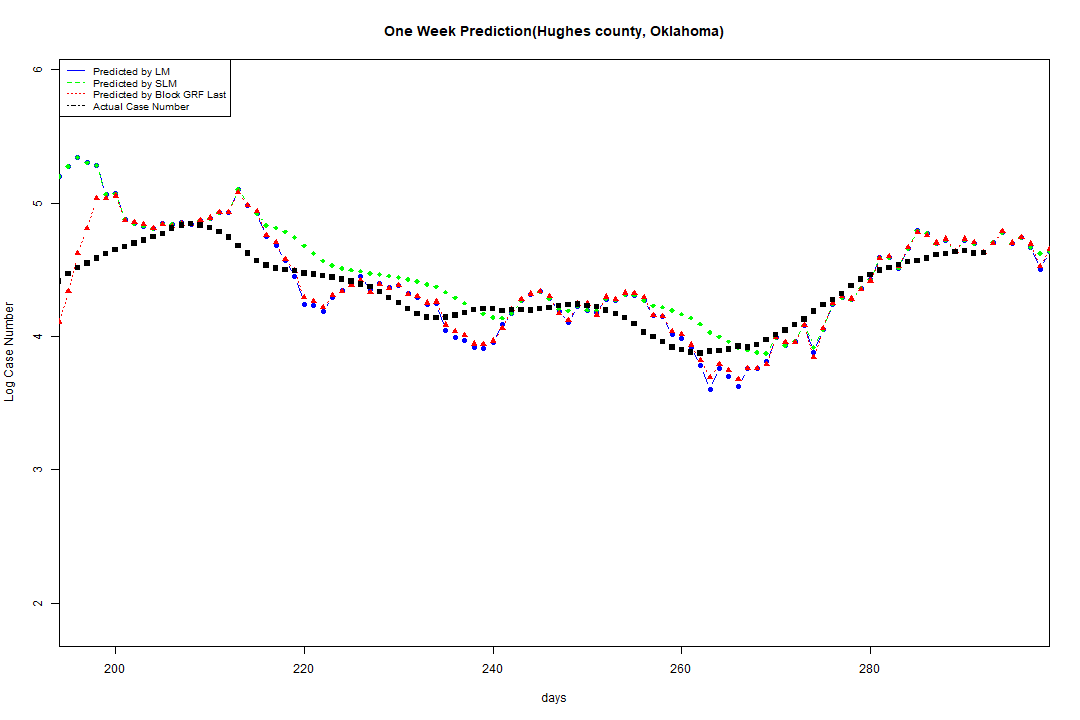 One Week Prediction(Hughes county, Oklahoma)
Predicted by LM
Predicted by SLM
Predicted by Block GRF Last
Actual Case Number
6
5
4
3
2
Log Case Number
200 220 240 260 280
days